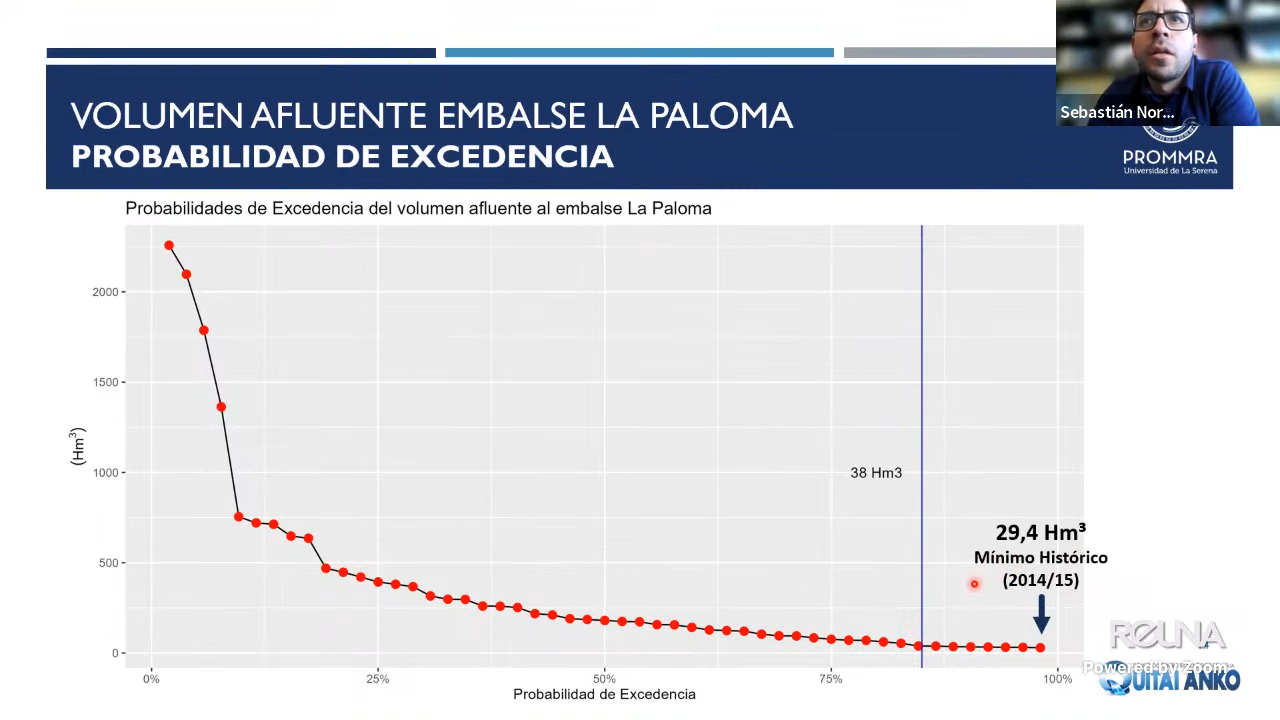 VOLUMEN AFLUENTE EMBALSE LA PALOMA
PROBABILIDAD DE EXCEDENCIA
Sebastián Nor...
PROMMRA
Universidad de La Serena
Probabilidades de Excedencia del volumen afluente al embalse La Paloma
2000
1500
1000
500
0
(Hm³)
38 Hm3
29,4 Hm³
Mínimo Histórico
(2014/15)
0%
25%
50%
75%
100%
Probabilidad de Excedencia
REUNA
Powered by Zoom
QUITAI ANKO